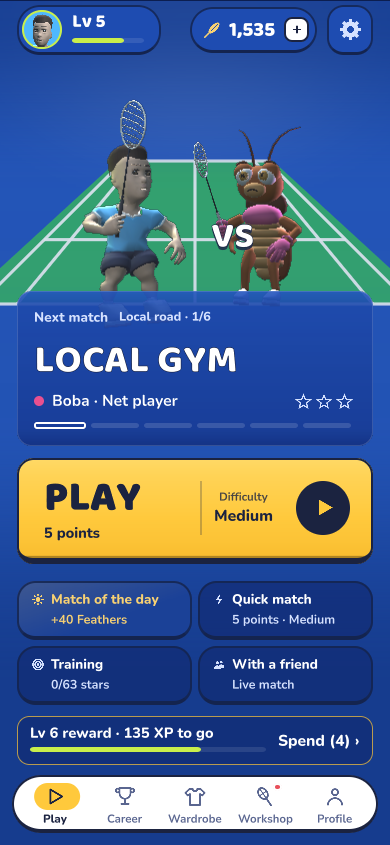 Lv 5
1,535
+
VS
Next match Local road · 1/6
LOCAL GYM
Boba · Net player
PLAY
5 points
Difficulty
Medium
Match of the day
+40 Feathers
Quick match
5 points · Medium
Training
0/63 stars
With a friend
Live match
Lv 6 reward · 135 XP to go
Spend (4) ›
Play
Career
Wardrobe
Workshop
Profile